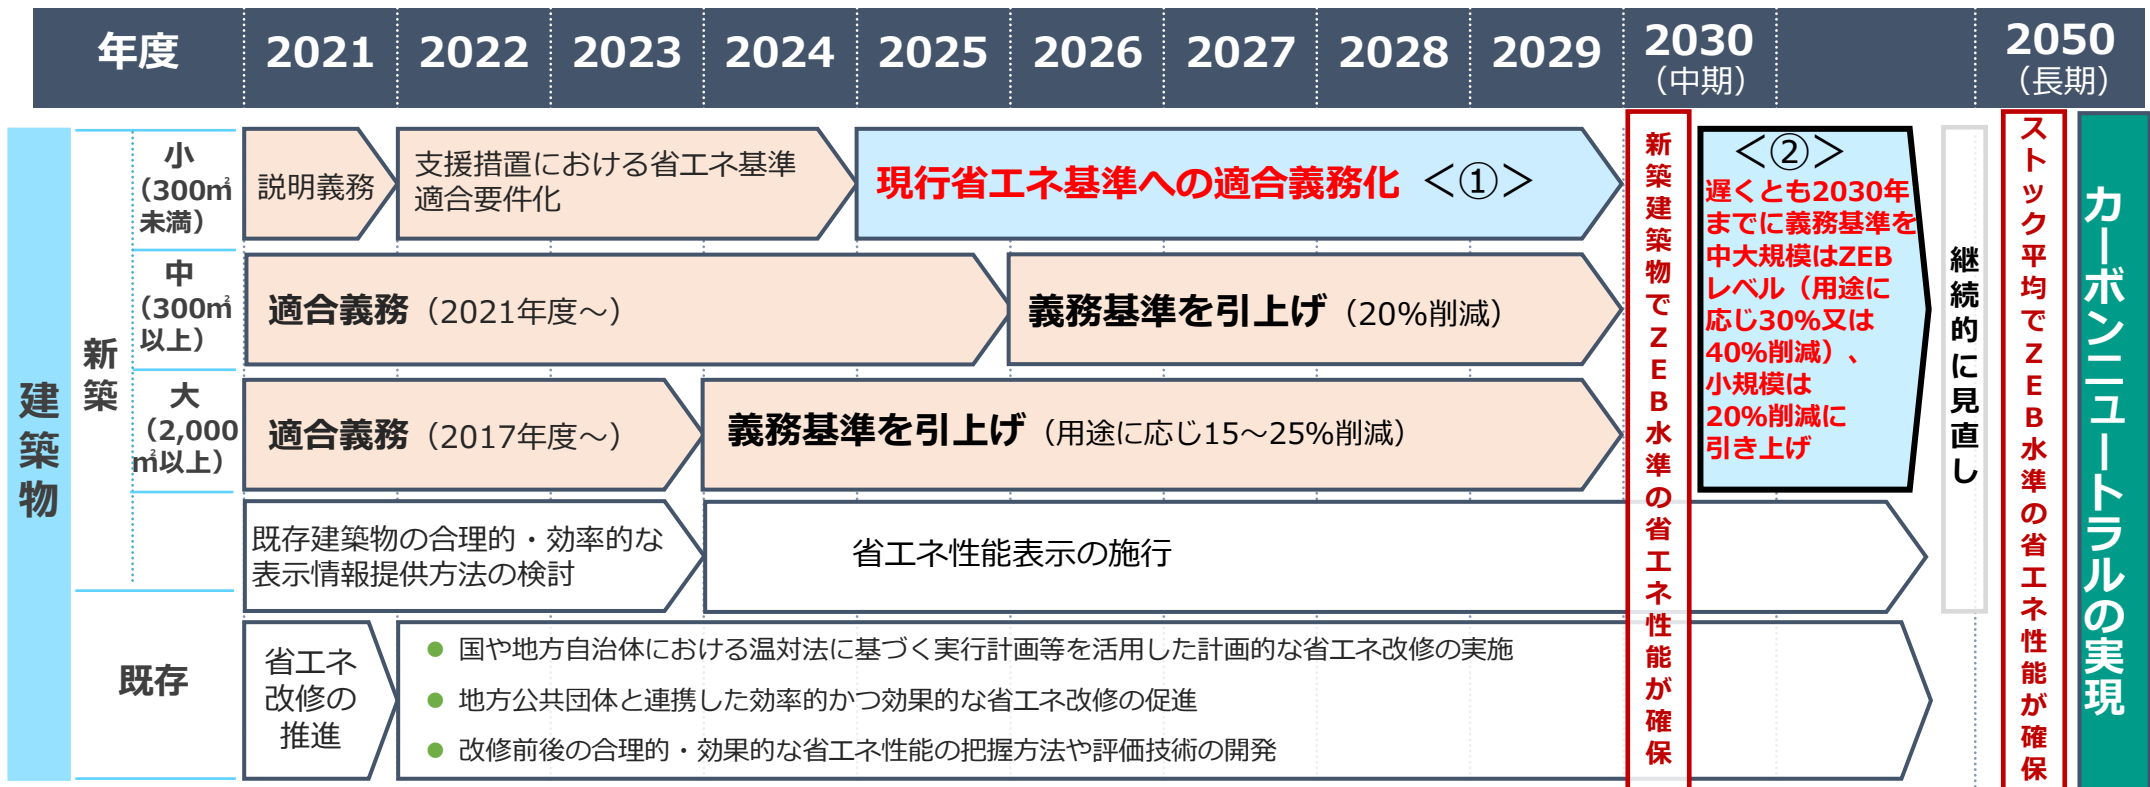 年度
2021
2022
2023
2024
2025
2026
2027
2028
2029
2030
（中期）
2050
（長期）
建築物
新築
小
（300㎡
未満）
説明義務
支援措置における省エネ基準
適合要件化
現行省エネ基準への適合義務化 ＜①＞
中
（300㎡
以上）
適合義務（2021年度～）
義務基準を引上げ（20%削減）
大
（2,000
㎡以上）
適合義務（2017年度～）
義務基準を引上げ（用途に応じ15～25%削減）
既存建築物の合理的・効率的な
表示情報提供方法の検討
省エネ性能表示の施行
既存
省エネ
改修の
推進
● 国や地方自治体における温対法に基づく実行計画等を活用した計画的な省エネ改修の実施
● 地方公共団体と連携した効率的かつ効果的な省エネ改修の促進
● 改修前後の合理的・効果的な省エネ性能の把握方法や評価技術の開発
新築建築物でZEB水準の省エネ性能が確保
＜②＞
遅くとも2030年
までに義務基準を
中大規模はZEB
レベル（用途に
応じ30%又は
40%削減）、
小規模は
20%削減に
引き上げ
継続的に見直し
ストック平均でZEB水準の省エネ性能が確保
カーボンニュートラルの実現